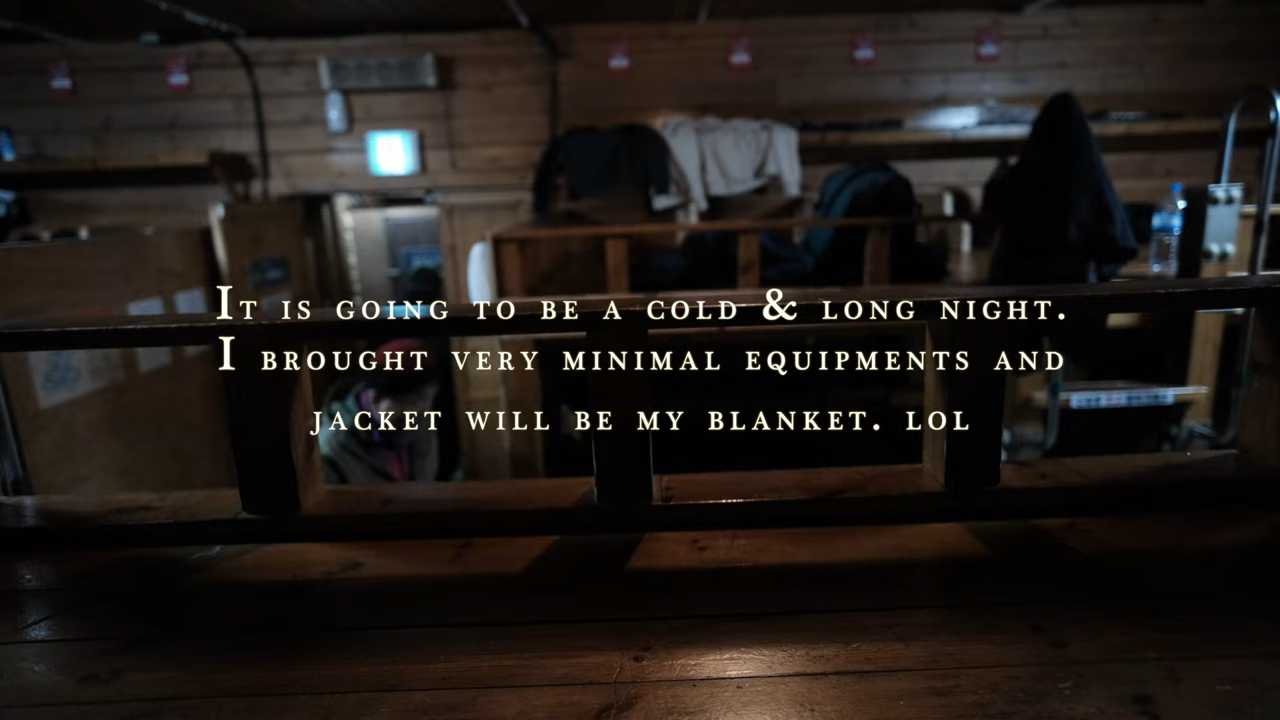 It is going to be a cold & long night.
I brought very minimal equipments and
jacket will be my blanket. lol